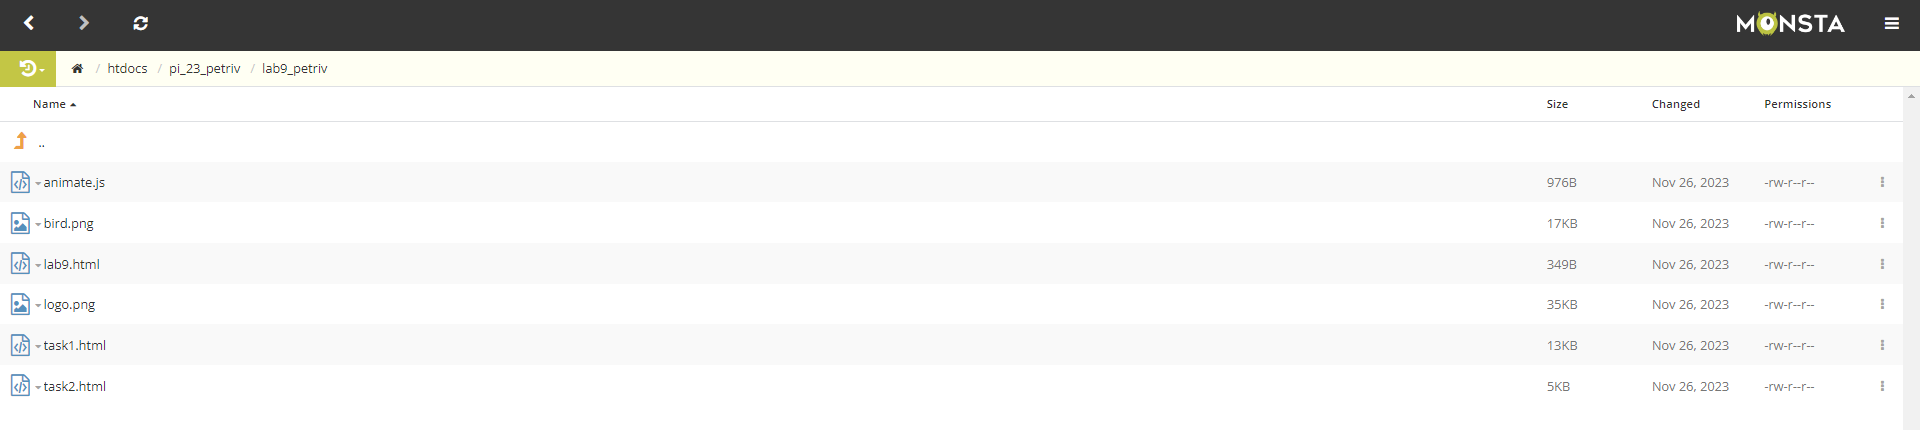 MONSTA
/ htdocs / pi_23_petriv / lab9_petriv
Name Size Changed Permissions
..
animate.js 976B Nov 26, 2023 -rw-r--r--
bird.png 17KB Nov 26, 2023 -rw-r--r--
lab9.html 349B Nov 26, 2023 -rw-r--r--
logo.png 35KB Nov 26, 2023 -rw-r--r--
task1.html 13KB Nov 26, 2023 -rw-r--r--
task2.html 5KB Nov 26, 2023 -rw-r--r--